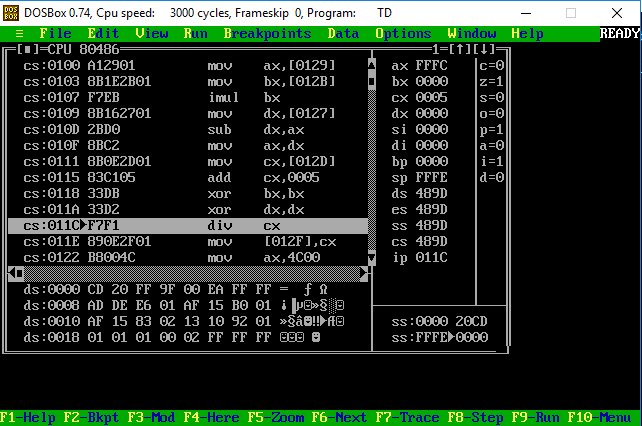 DOSBox 0.74, Cpu speed: 3000 cycles, Frameskip 0, Program: TD
≡ File Edit View Run Breakpoints Data Options Window Help READY
[■]=CPU 80486 1=[↑][↓]
cs:0100 A12901 mov ax,[0129]
cs:0103 8B1E2B01 mov bx,[012B]
cs:0107 F7EB imul bx
cs:0109 8B162701 mov dx,[0127]
cs:010D 2BD0 sub dx,ax
cs:010F 8BC2 mov ax,dx
cs:0111 8B0E2D01 mov cx,[012D]
cs:0115 83C105 add cx,0005
cs:0118 33DB xor bx,bx
cs:011A 33D2 xor dx,dx
cs:011C►F7F1 div cx
cs:011E 890E2F01 mov [012F],cx
cs:0122 B8004C mov ax,4C00
ax FFFC c=0
bx 0000 z=1
cx 0005 s=0
dx 0000 o=0
si 0000 p=1
di 0000 a=0
bp 0000 i=1
sp FFFE d=0
ds 489D
es 489D
ss 489D
cs 489D
ip 011C
ds:0000 CD 20 FF 9F 00 EA FF FF = ƒ Ω
ds:0008 AD DE E6 01 AF 15 B0 01 ¡▐µ☺»§░☺
ds:0010 AF 15 83 02 13 10 92 01 »§â☻‼►Æ☺
ds:0018 01 01 01 00 02 FF FF FF ☺☺☺ ☻
ss:0000 20CD
ss:FFFE►0000
F1-Help F2-Bkpt F3-Mod F4-Here F5-Zoom F6-Next F7-Trace F8-Step F9-Run F10-Menu